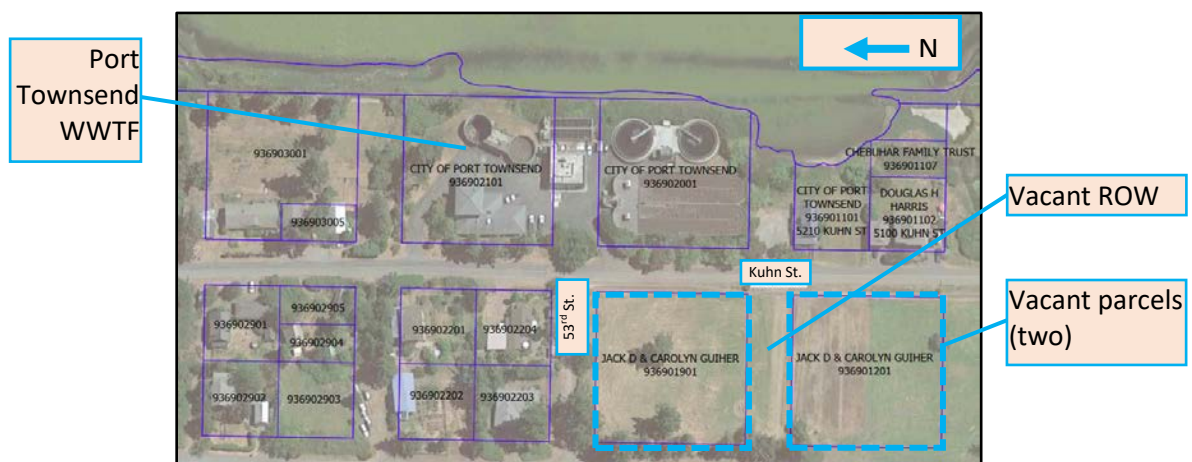 N
Port
Townsend
WWTF
936903001
936903005
CITY OF PORT TOWNSEND
936902101
CITY OF PORT TOWNSEND
936902001
CHEBUHAR FAMILY TRUST
936901107
CITY OF PORT
TOWNSEND
936901101
5210 KUHN ST
DOUGLAS H
HARRIS
936901102
5100 KUHN ST
Vacant ROW
Kuhn St.
53rd St.
Vacant parcels
(two)
936902901
936902905
936902904
936902902
936902903
936902201
936902204
936902202
936902203
JACK D & CAROLYN GUIHER
936901901
JACK D & CAROLYN GUIHER
936901201